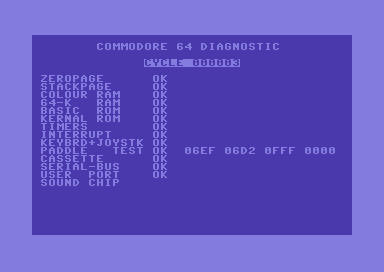 COMMODORE 64 DIAGNOSTIC
CYCLE 000003
ZEROPAGE OK
STACKPAGE OK
COLOUR RAM OK
64-K RAM OK
BASIC ROM OK
KERNAL ROM OK
TIMERS OK
INTERRUPT OK
KEYBRD+JOYSTK OK
PADDLE TEST OK 06EF 06D2 0FFF 0000
CASSETTE OK
SERIAL-BUS OK
USER PORT OK
SOUND CHIP